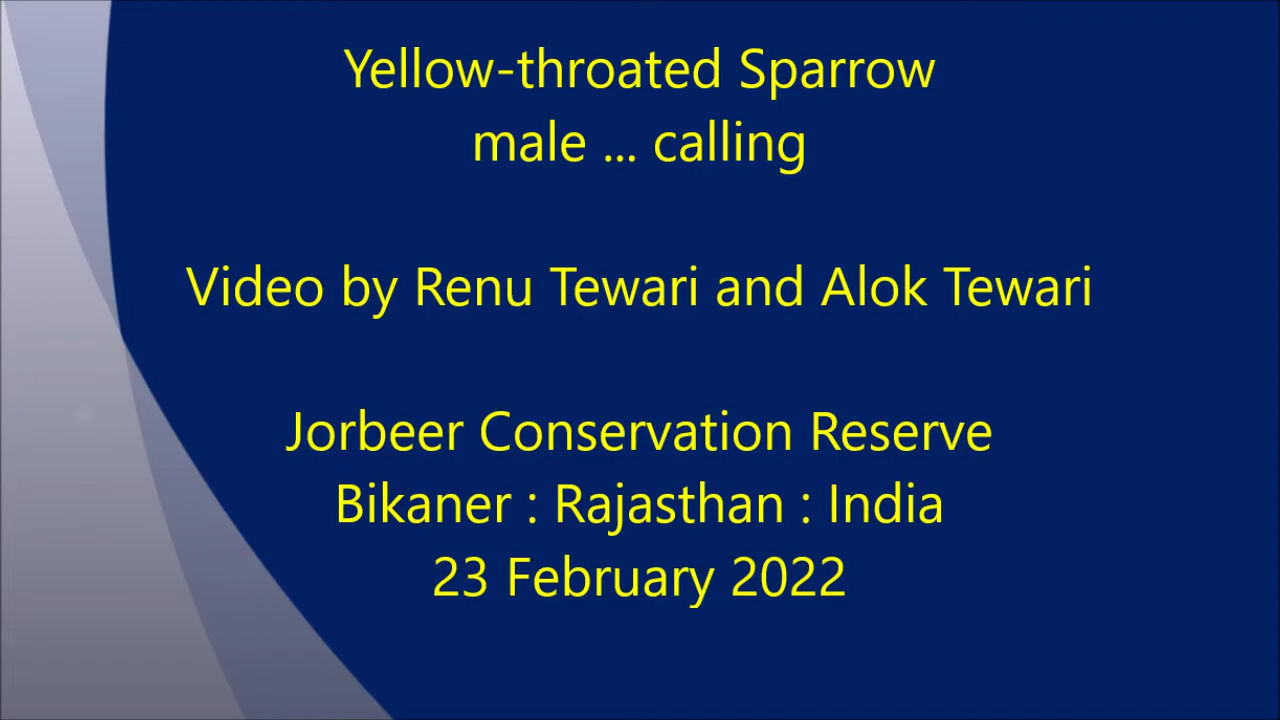 Yellow-throated Sparrow
male ... calling
Video by Renu Tewari and Alok Tewari
Jorbeer Conservation Reserve
Bikaner : Rajasthan : India
23 February 2022